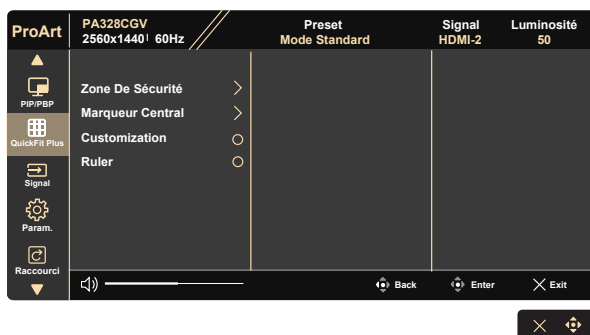 ProArt
PA328CGV
2560x1440 60Hz
Preset
Mode Standard
Signal
HDMI-2
Luminosité
50
PIP/PBP
QuickFit Plus
Signal
Param.
Raccourci
Zone De Sécurité
Marqueur Central
Customization
Ruler
Back
Enter
Exit